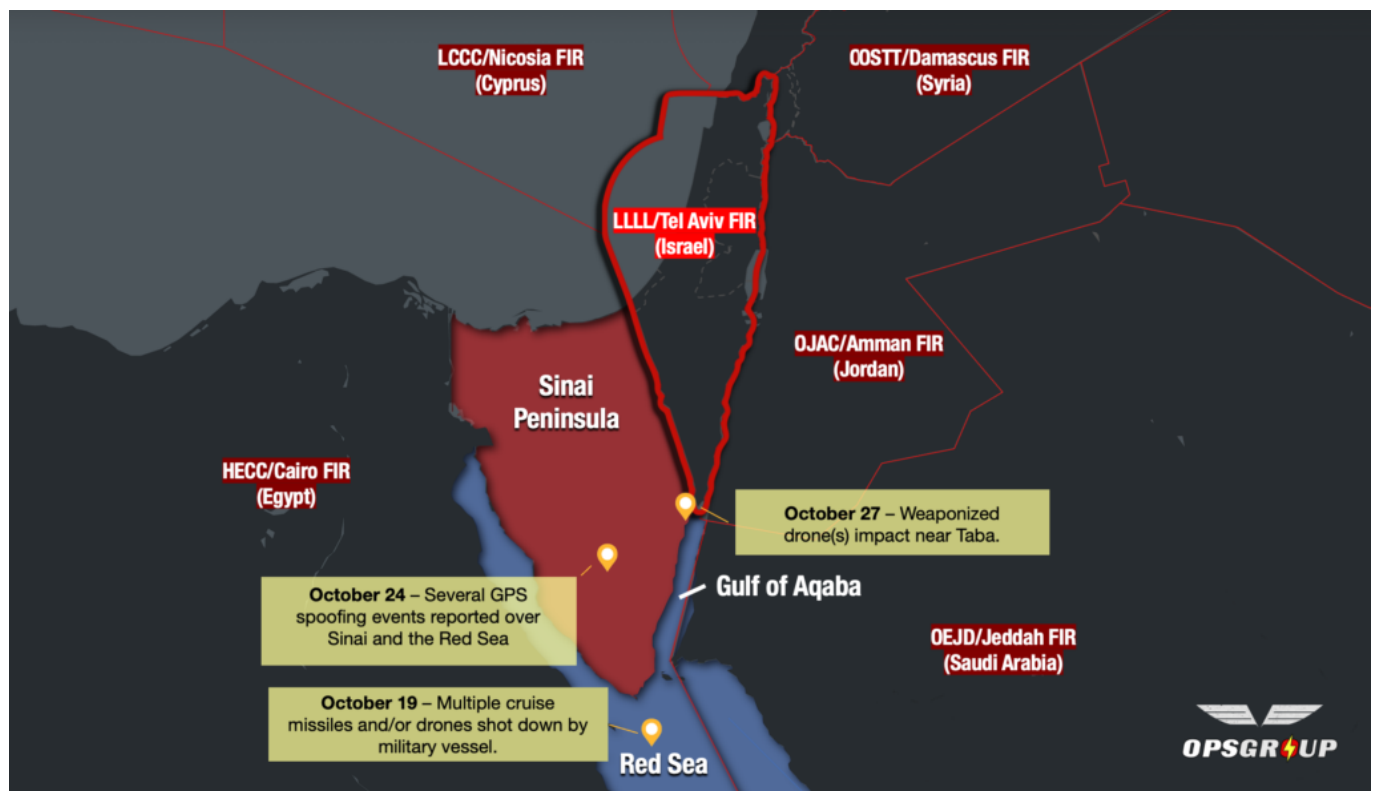 LCCC/Nicosia FIR
(Cyprus)
OOSTT/Damascus FIR
(Syria)
LLLL/Tel Aviv FIR
(Israel)
OJAC/Amman FIR
(Jordan)
Sinai
Peninsula
HECC/Cairo FIR
(Egypt)
October 27 – Weaponized
drone(s) impact near Taba.
October 24 – Several GPS
spoofing events reported over
Sinai and the Red Sea
Gulf of Aqaba
OEJD/Jeddah FIR
(Saudi Arabia)
October 19 – Multiple cruise
missiles and/or drones shot down by
military vessel.
Red Sea
OPSGROUP